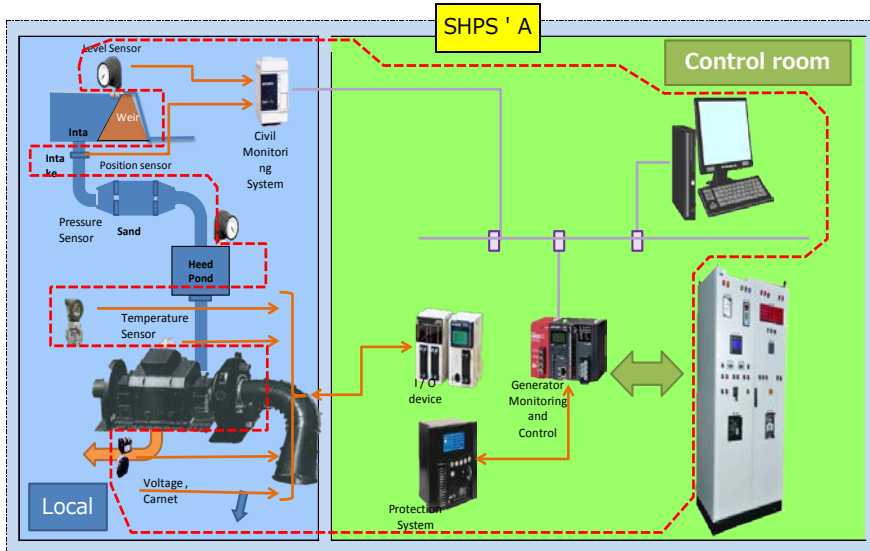 SHPS ' A
Control room
Level Sensor
Weir
Inta
Civil
Monitori
ng
System
Inta
ke
Position sensor
Pressure
Sensor
Sand
Heed
Pond
Temperature
Sensor
I / O
device
Generator
Monitoring
and
Control
Voltage ,
Carnet
Protection
System
Local